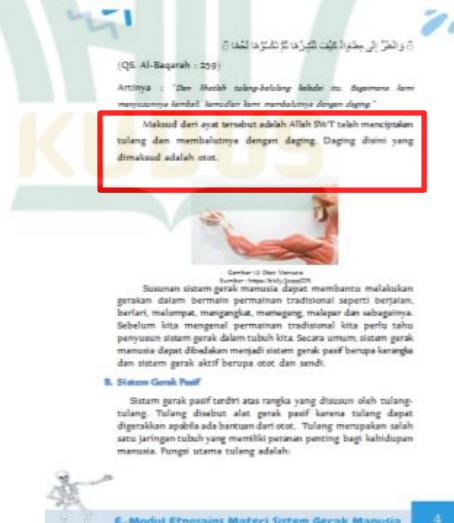 وَانْظُرْ إِلَى
(QS. Al-Baqarah : 259)
Artinya : "Dan lihatlah tulang-belulang keledai itu. Bagaimana kami
menyusunnya kembali, kemudian kami membalutnya dengan daging."
Maksud dari ayat tersebut adalah Allah SWT telah menciptakan
tulang dan membalutnya dengan daging. Daging disini yang
dimaksud adalah otot.
KUDUS
Gambar 1.2 Otot Manusia
Sumber : https://
Susunan sistem gerak manusia dapat membantu melakukan
gerakan dalam bermain permainan tradisional seperti berjalan,
berlari, melompat, mengangkat, memegang, melepar dan sebagainya.
Sebelum kita mengenal permainan tradisional kita perlu tahu
penyusun sistem gerak dalam tubuh kita. Secara umum, sistem gerak
manusia dapat dibedakan menjadi sistem gerak pasif berupa kerangka
dan sistem gerak aktif berupa otot dan sendi.
B. Sistem Gerak Pasif
Sistem gerak pasif terdiri atas rangka yang disusun oleh tulang-
tulang. Tulang disebut alat gerak pasif karena tulang dapat
digerakkan apabila ada bantuan dari otot. Tulang merupakan salah
satu jaringan tubuh yang memiliki peranan penting bagi kahidupan
manusia. Fungsi utama tulang adalah:
E-Modul Etnosains Materi Sistem Gerak Manusia 4